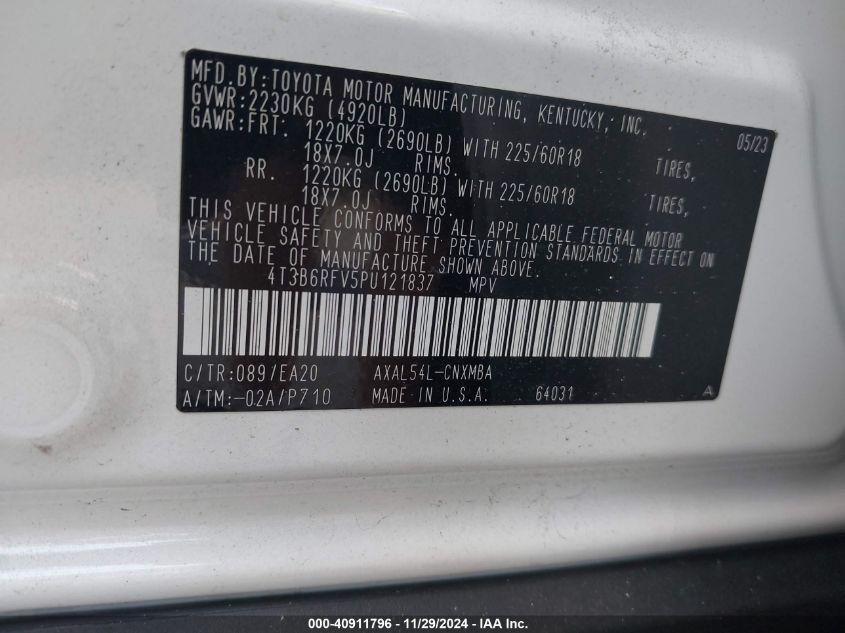 MFD.BY:TOYOTA MOTOR MANUFACTURING, KENTUCKY, INC. 05/23
GVWR:2230KG (4920LB)
GAWR:FRT. 1220KG (2690LB) WITH 225/60R18 TIRES,
18X7.0J RIMS.
RR. 1220KG (2690LB) WITH 225/60R18 TIRES,
18X7.0J RIMS.
THIS VEHICLE CONFORMS TO ALL APPLICABLE FEDERAL MOTOR
VEHICLE SAFETY AND THEFT PREVENTION STANDARDS IN EFFECT ON
THE DATE OF MANUFACTURE SHOWN ABOVE.
4T3B6RFV5PU121837 MPV
C/TR:089/EA20 AXAL54L-CNXMBA
A/TM:-02A/P710 MADE IN U.S.A. 64031 A
000-40911796 - 11/29/2024 - IAA Inc.